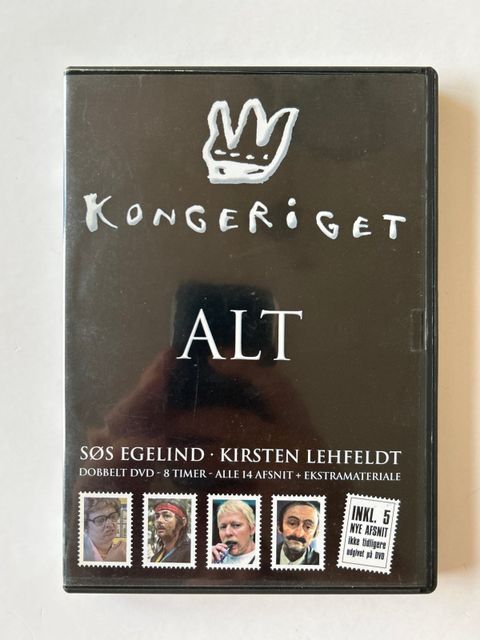 KONGERiGET
ALT
SØS EGELIND · KIRSTEN LEHFELDT
DOBBELT DVD - 8 TIMER - ALLE 14 AFSNIT + EKSTRAMATERIALE
INKL. 5
NYE AFSNIT
ikke tidligere
udgivet på DVD